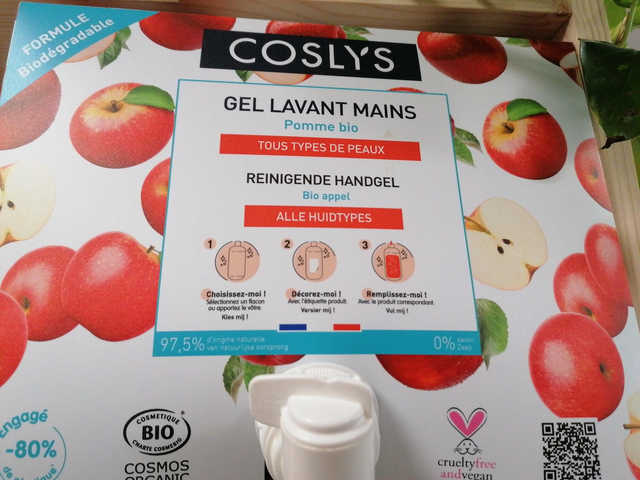 FORMULE
Biodégradable
COSLYS
GEL LAVANT MAINS
Pomme bio
TOUS TYPES DE PEAUX
REINIGENDE HANDGEL
Bio appel
ALLE HUIDTYPES
1 2 3
Choisissez-moi ! Décorez-moi ! Remplissez-moi !
Sélectionnez un flacon Avec l'étiquette produit. Avec le produit correspondant.
ou apportez le vôtre. Versier mij ! Vul mij !
Kies mij !
97,5% d'origine naturelle
van natuurlijke oorsprong
0% savon
Zeep
Engagé
-80%
de
COSMETIQUE
BIO
CHARTE COSMEBIO
COSMOS
ORGANIC
crueltyfree
andvegan